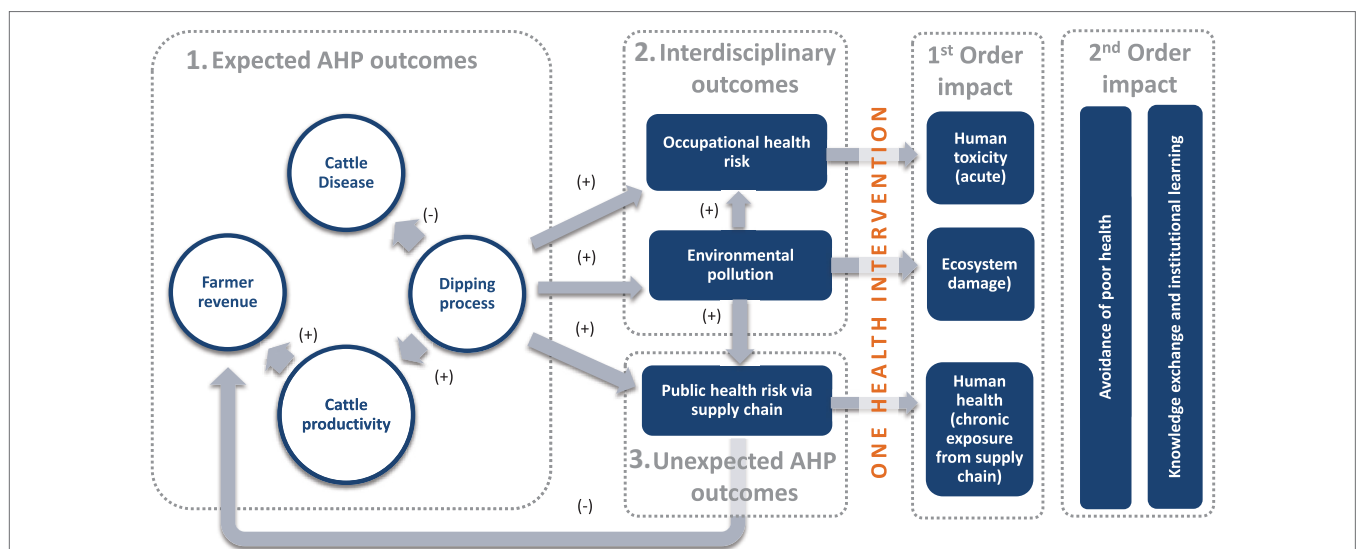 1. Expected AHP outcomes
Cattle
Disease
(-)
Farmer
revenue
Dipping
process
(+)
(+)
Cattle
productivity
(+)
(+)
(+)
2. Interdisciplinary
outcomes
Occupational health
risk
(+)
Environmental
pollution
(+)
Public health risk via
supply chain
3. Unexpected AHP
outcomes
(-)
ONE HEALTH INTERVENTION
1st Order
impact
Human
toxicity
(acute)
Ecosystem
damage)
Human
health
(chronic
exposure
from supply
chain)
2nd Order
impact
Avoidance of poor health
Knowledge exchange and institutional learning